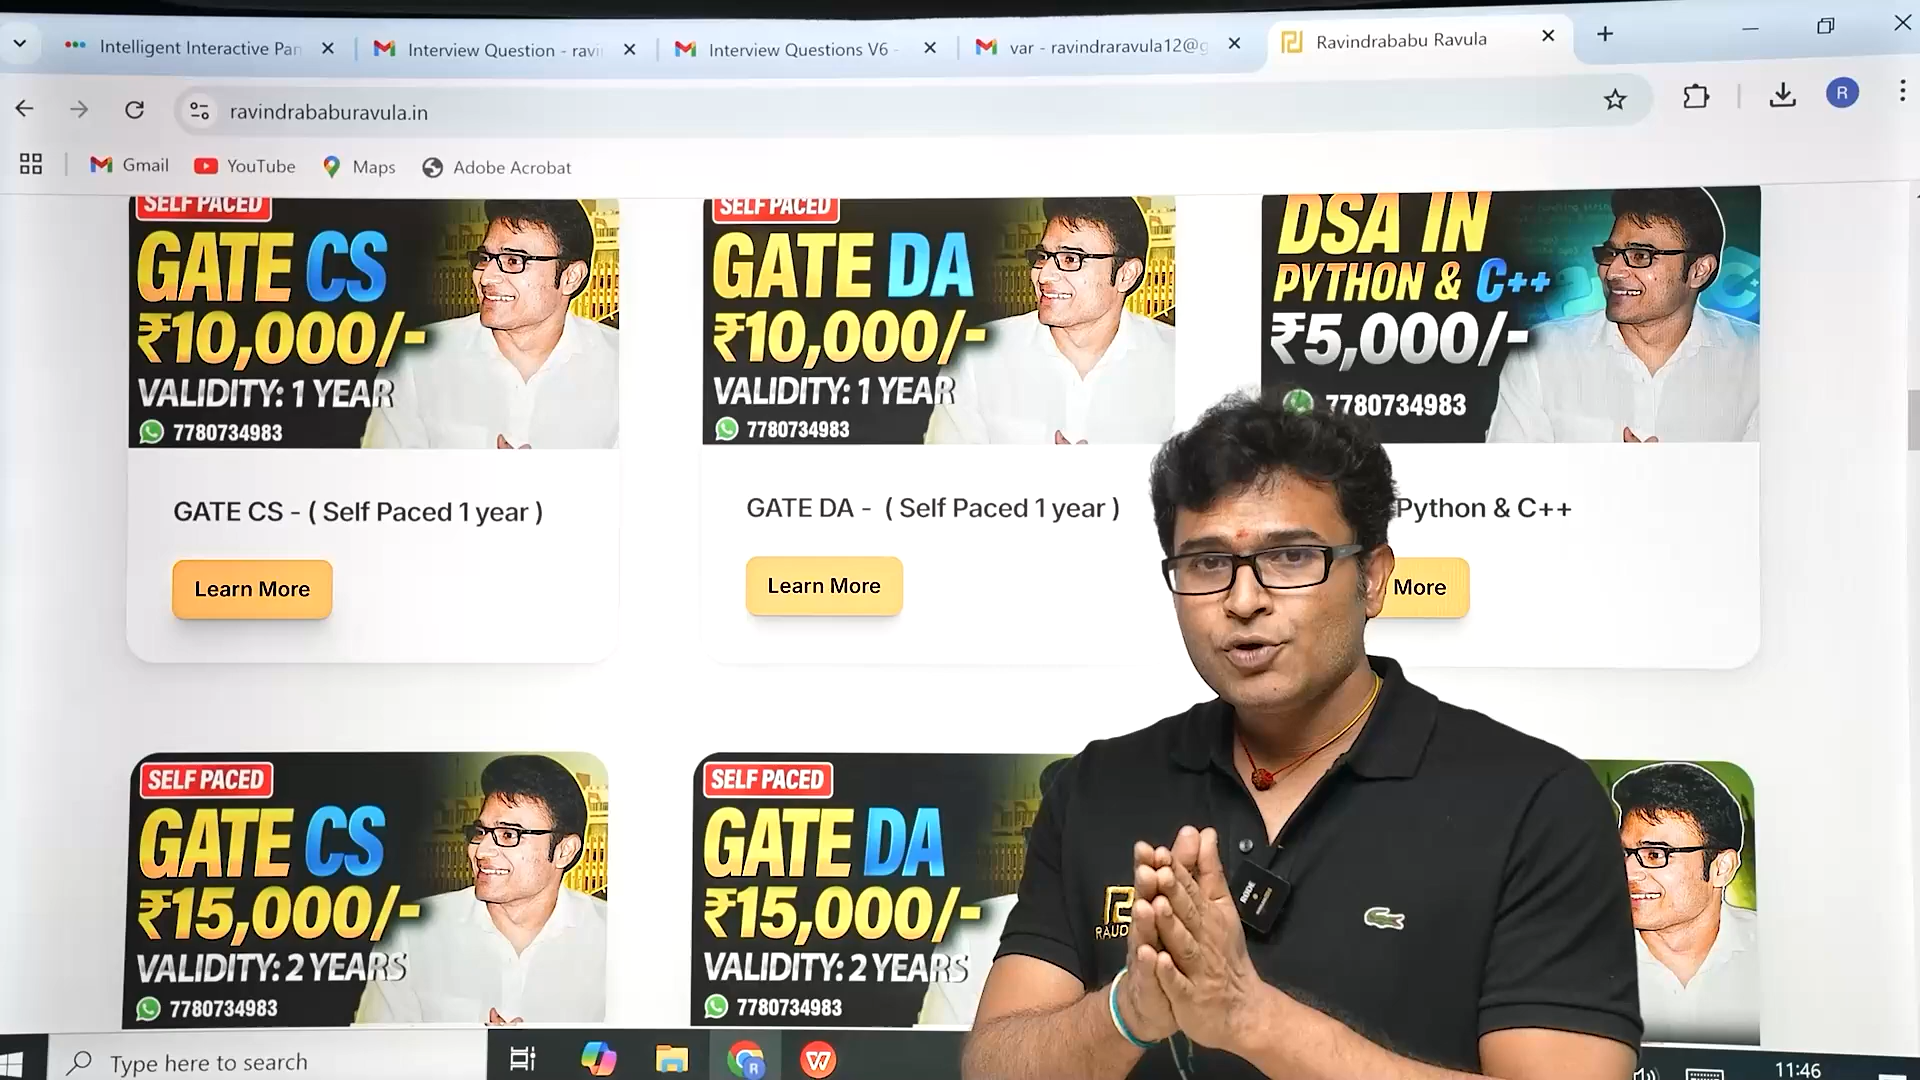 Intelligent Interactive Pan
Interview Question - ravi
Interview Questions V6 -
var - ravindraravula12@g
Ravindrababu Ravula
ravindrababuravula.in
R
Gmail
YouTube
Maps
Adobe Acrobat
SELF PACED
GATE CS
₹10,000/-
VALIDITY: 1 YEAR
7780734983
GATE CS - ( Self Paced 1 year )
Learn More
SELF PACED
GATE DA
₹10,000/-
VALIDITY: 1 YEAR
7780734983
GATE DA - ( Self Paced 1 year )
Learn More
DSA IN
PYTHON & C++
₹5,000/-
7780734983
Python & C++
More
SELF PACED
GATE CS
₹15,000/-
VALIDITY: 2 YEARS
7780734983
SELF PACED
GATE DA
₹15,000/-
VALIDITY: 2 YEARS
7780734983
RODE
Type here to search
R
W
11:46